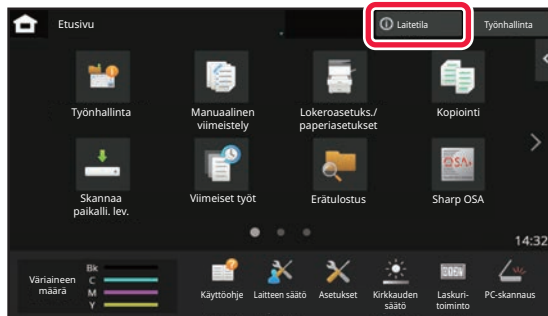 Etusivu
Laitetila
Työnhallinta
Työnhallinta
Manuaalinen
viimeistely
Lokeroasetuks./
paperiasetukset
Kopiointi
Skannaa
paikalli. lev.
Viimeiset työt
Erätulostus
OSA
Sharp OSA
14:32
Väriaineen
määrä
Bk
C
M
Y
Käyttöohje
Laitteen säätö
Asetukset
Kirkkauden
säätö
Laskuri-
toiminto
PC-skannaus